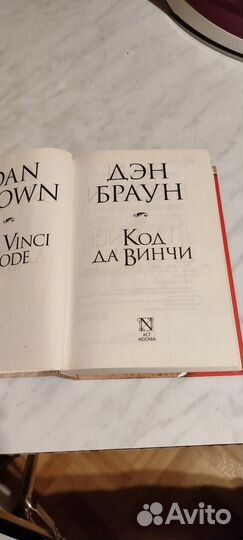 DAN
OWN
VINCI
ODE
ДЭН
БРАУН
КОД
ДА ВИНЧИ
N
АСТ
МОСКВА
Avito